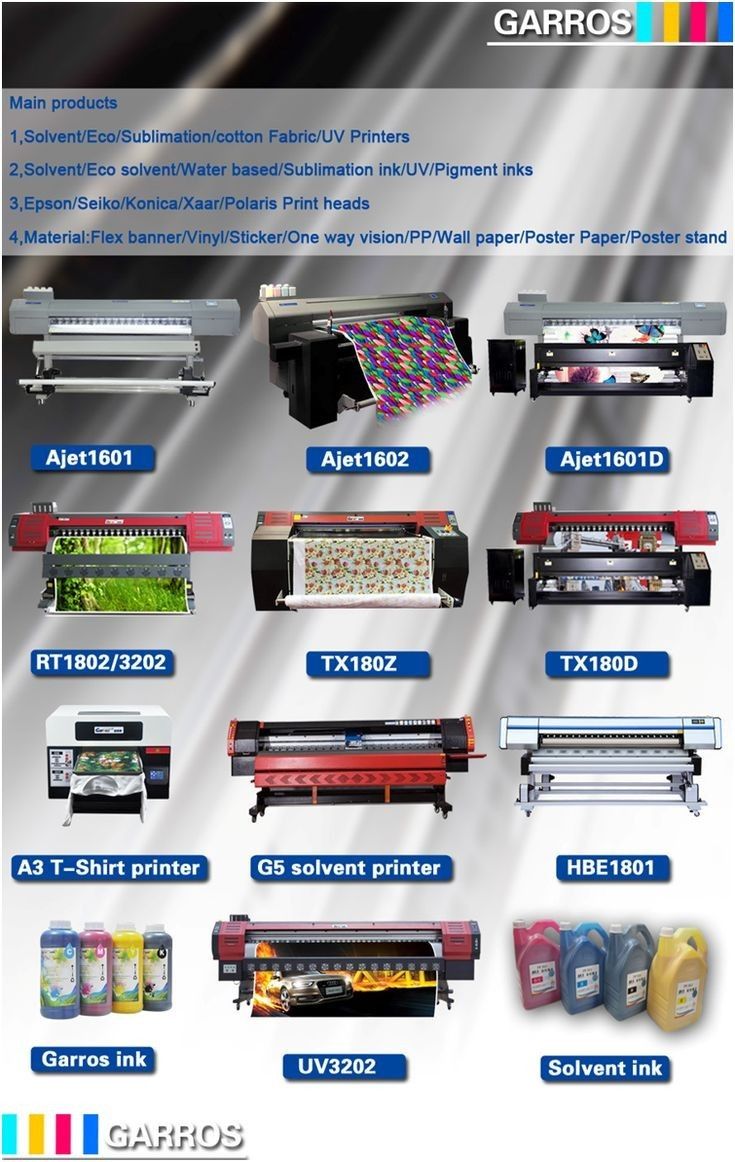 GARROS
Main products
1,Solvent/Eco/Sublimation/cotton Fabric/UV Printers
2,Solvent/Eco solvent/Water based/Sublimation ink/UV/Pigment inks
3,Epson/Seiko/Konica/Xaar/Polaris Print heads
4,Material:Flex banner/Vinyl/Sticker/One way vision/PP/Wall paper/Poster Paper/Poster stand
Ajet1601
Ajet1602
Ajet1601D
RT1802/3202
TX180Z
TX180D
A3 T-Shirt printer
G5 solvent printer
HBE1801
C
M
Y
K
Garros ink
UV3202
Solvent ink
GARROS